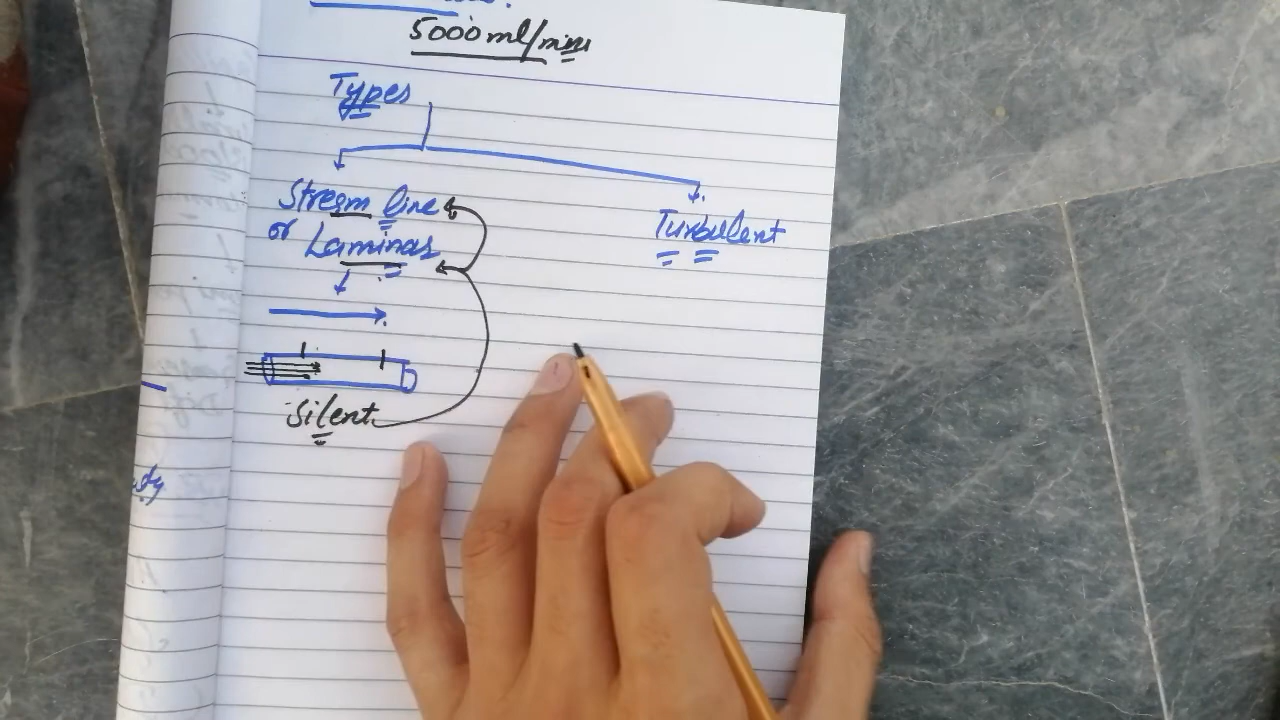 5000 ml/min
Types
Stream line
or Laminar
Turbulent
Silent